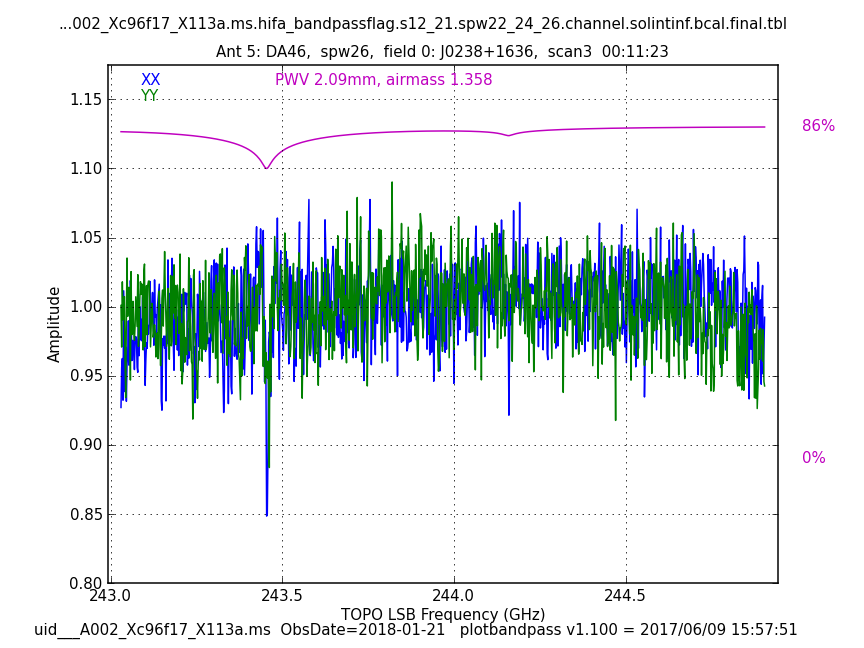 ...002_Xc96f17_X113a.ms.hifa_bandpassflag.s12_21.spw22_24_26.channel.solintinf.bcal.final.tbl
Ant 5: DA46, spw26, field 0: J0238+1636, scan3 00:11:23
XX
PWV 2.09mm, airmass 1.358
YY
1.15
1.10
1.05
1.00
0.95
0.90
0.85
0.80
Amplitude
86%
0%
243.0
243.5
244.0
244.5
TOPO LSB Frequency (GHz)
uid___A002_Xc96f17_X113a.ms ObsDate=2018-01-21 plotbandpass v1.100 = 2017/06/09 15:57:51